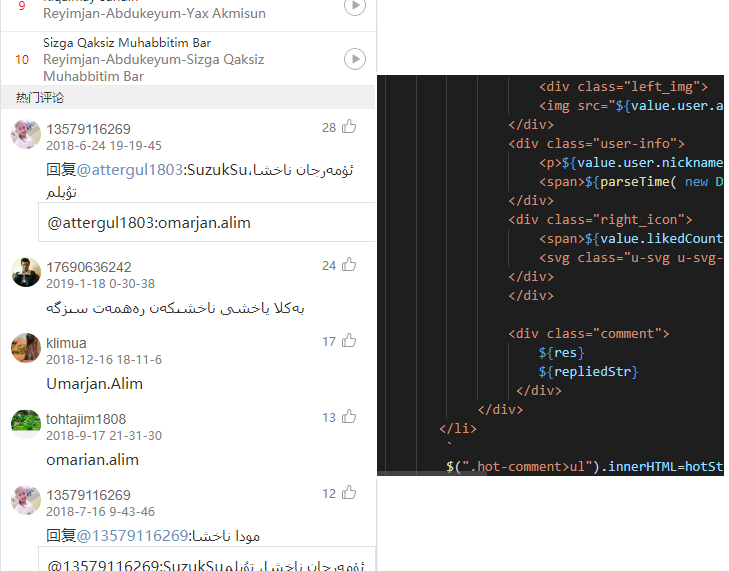 9
Reyimjan-Abdukeyum-Yax Akmisun
10
Sizga Qaksiz Muhabbitim Bar
Reyimjan-Abdukeyum-Sizga Qaksiz
Muhabbitim Bar
热门评论
13579116269 28
2018-6-24 19-19-45
回复@attergul1803:SuzukSu،ئۆمەرجان ناخشا
تۇپلم
@attergul1803:omarjan.alim
17690636242 24
2019-1-18 0-30-38
بەكلا ياخشى ناخشىكەن رەھمەت سىزگە
klimua 17
2018-12-16 18-11-6
Umarjan.Alim
tohtajim1808 13
2018-9-17 21-31-30
omarian.alim
13579116269 12
2018-7-16 9-43-46
回复@13579116269:مودا ناخشا
@13579116269:SuzukSuئۆمەرجان ناخشا، تۇپلم
<div class="left_img">
<img src="${value.user.a
</div>
<div class="user-info">
<p>${value.user.nickname
<span>${parseTime( new D
</div>
<div class="right_icon">
<span>${value.likedCount
<svg class="u-svg u-svg-
</div>
</div>
<div class="comment">
${res}
${repliedStr}
</div>
</div>
</li>
`
$(".hot-comment>ul").innerHTML=hotSt